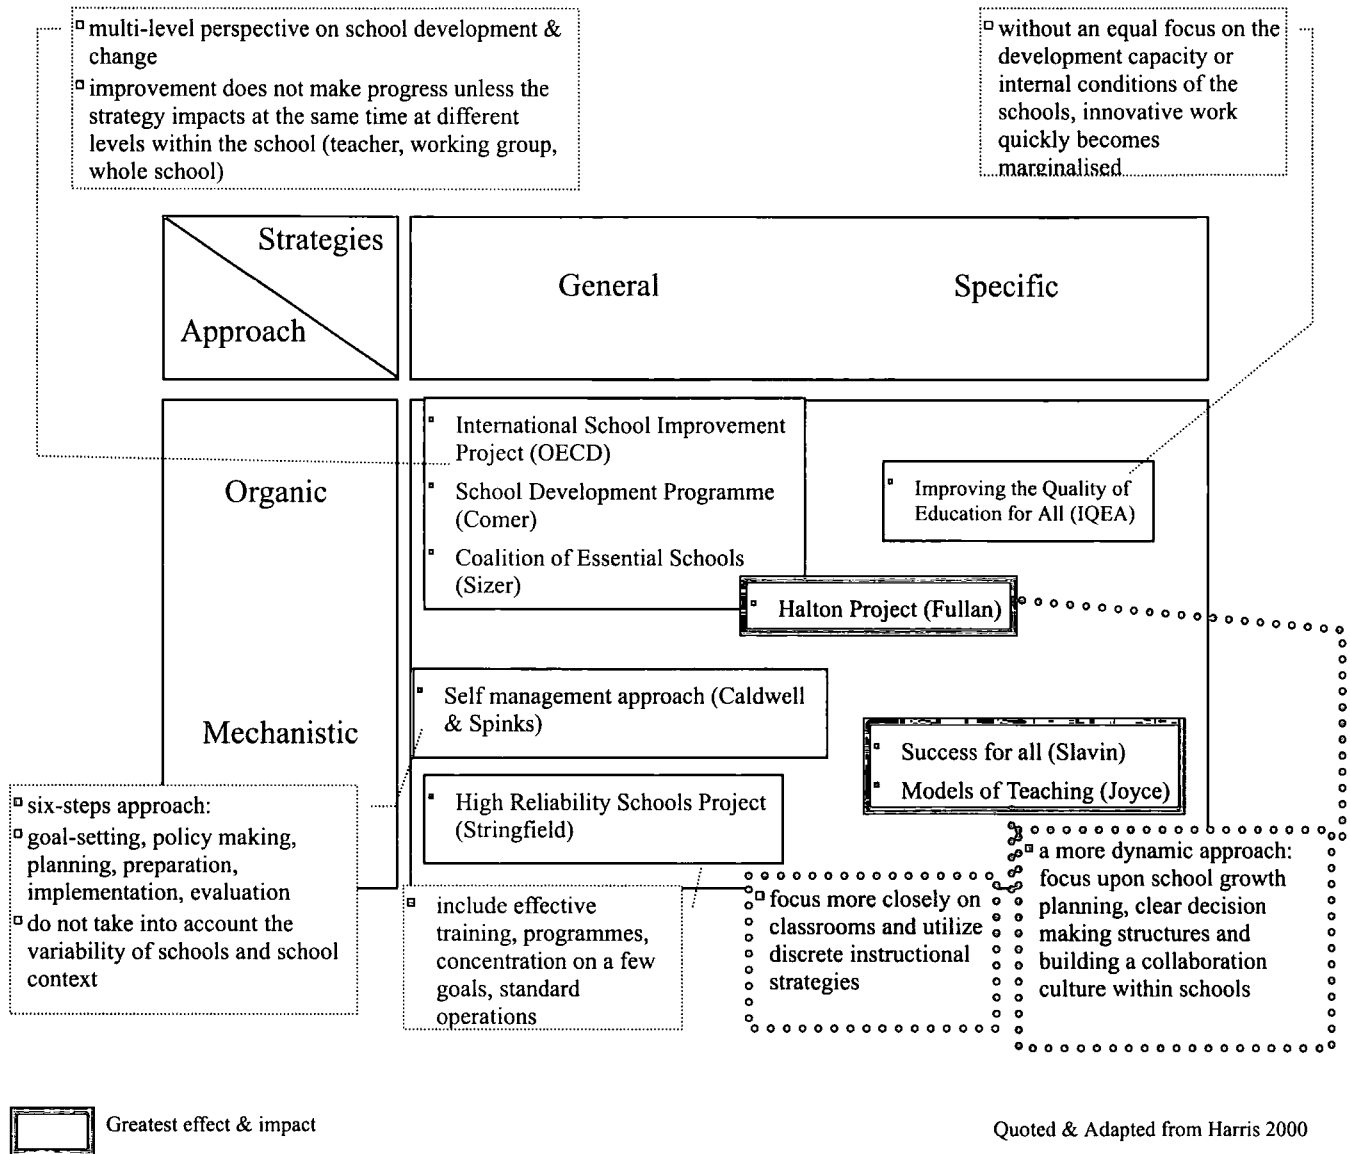 multi-level perspective on school development &
change
improvement does not make progress unless the
strategy impacts at the same time at different
levels within the school (teacher, working group,
whole school)
without an equal focus on the
development capacity or
internal conditions of the
schools, innovative work
quickly becomes
marginalised
Strategies
Approach
General
Specific
Organic
Mechanistic
International School Improvement
Project (OECD)
School Development Programme
(Comer)
Coalition of Essential Schools
(Sizer)
Improving the Quality of
Education for All (IQEA)
Halton Project (Fullan)
Self management approach (Caldwell
& Spinks)
Success for all (Slavin)
Models of Teaching (Joyce)
High Reliability Schools Project
(Stringfield)
six-steps approach:
goal-setting, policy making,
planning, preparation,
implementation, evaluation
do not take into account the
variability of schools and school
context
include effective
training, programmes,
concentration on a few
goals, standard
operations
focus more closely on
classrooms and utilize
discrete instructional
strategies
a more dynamic approach:
focus upon school growth
planning, clear decision
making structures and
building a collaboration
culture within schools
Greatest effect & impact
Quoted & Adapted from Harris 2000